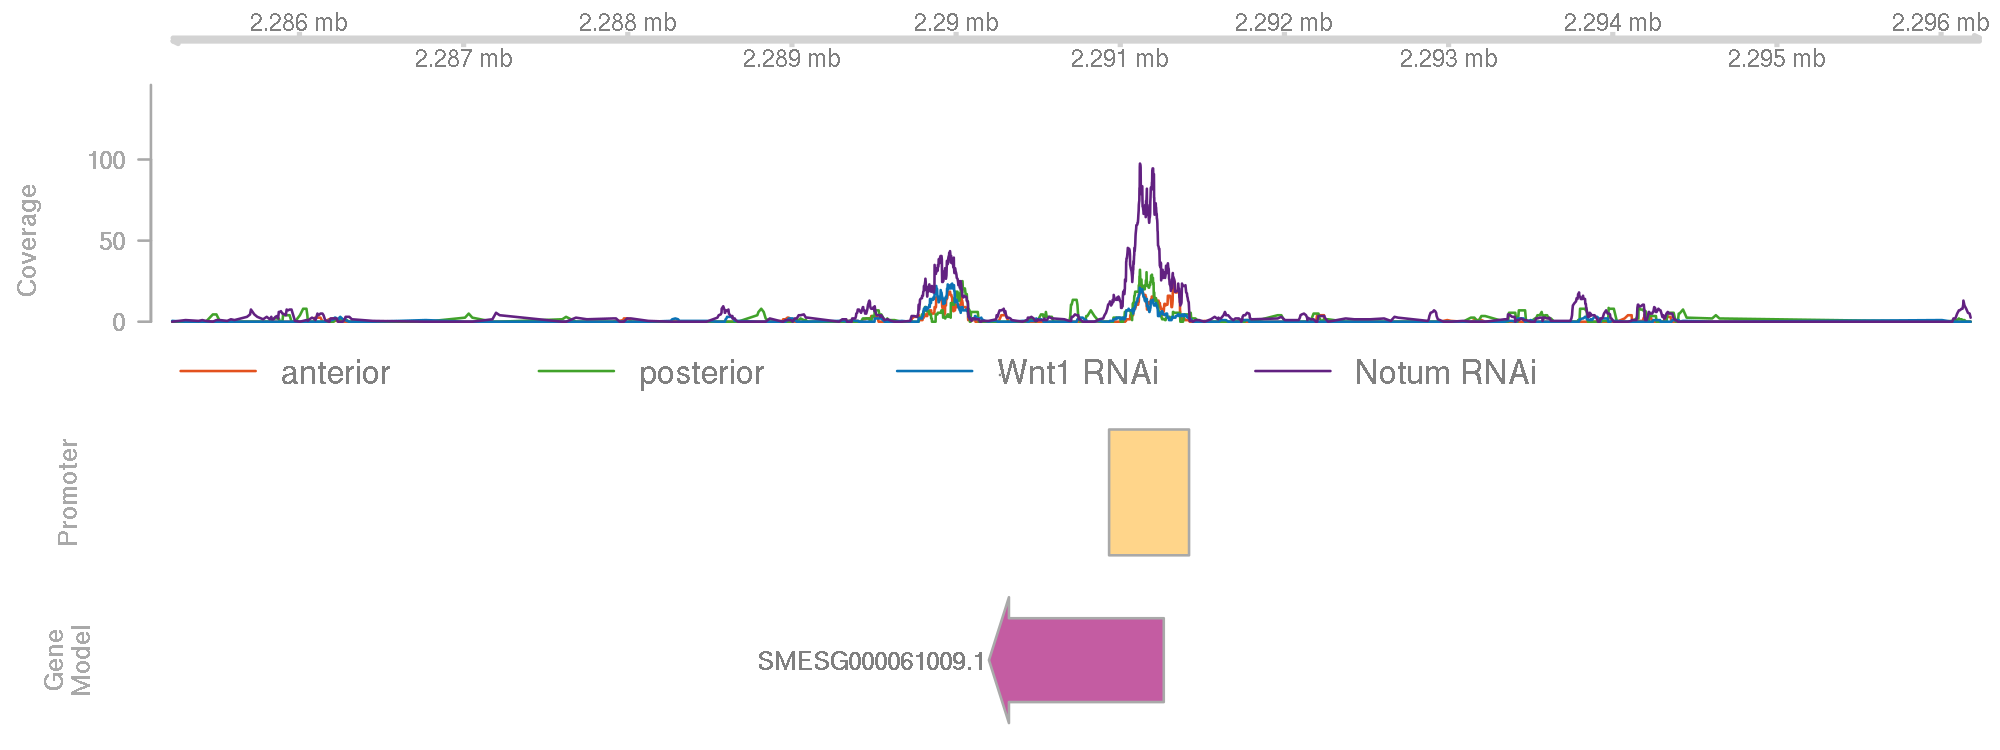 2.286 mb 2.288 mb 2.29 mb 2.292 mb 2.294 mb 2.296 mb
2.287 mb 2.289 mb 2.291 mb 2.293 mb 2.295 mb
Coverage
100
50
0
anterior posterior Wnt1 RNAi Notum RNAi
Promoter
Gene
Model
SMESG000061009.1